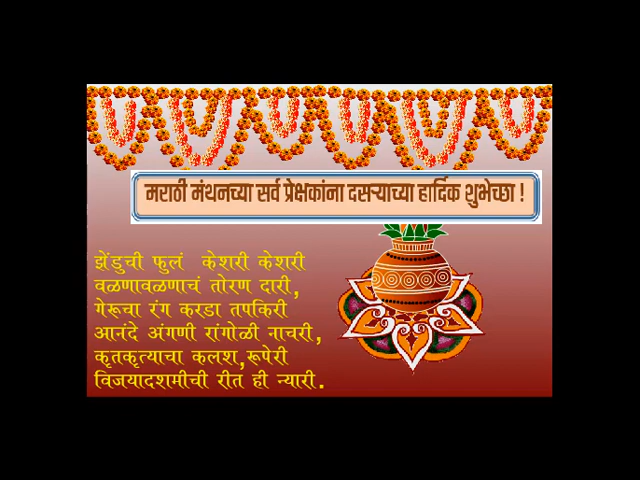 मराठी मंथनच्या सर्व प्रेक्षकांना दसऱ्याच्या हार्दिक शुभेच्छा !
झेंडुची फुलं केशरी केशरी
वळणावळणाचं तोरण दारी,
गेरूचा रंग करडा तपकिरी
आनंदे अंगणी रांगोळी नाचरी,
कृतकृत्याचा कलश,रूपेरी
विजयादशमीची रीत ही न्यारी.